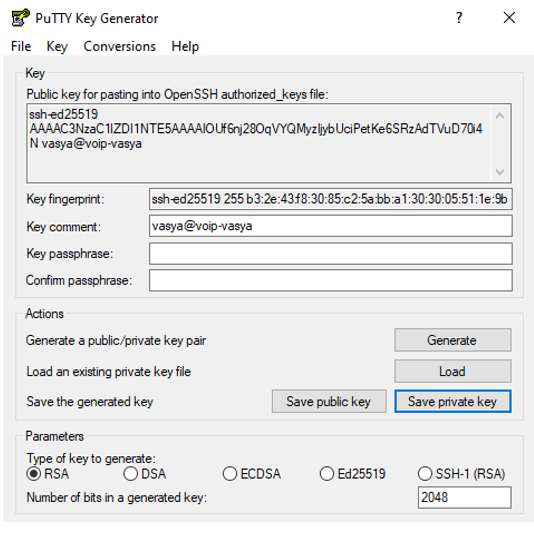 PuTTY Key Generator
File Key Conversions Help
Key
Public key for pasting into OpenSSH authorized_keys file:
ssh-ed25519
AAAAC3NzaC1lZDI1NTE5AAAAIOUf6nj28OqVYQMyzIjybUciPetKe6SRzAdTVuD70i4
N vasya@voip-vasya
Key fingerprint: ssh-ed25519 255 b3:2e:43:f8:30:85:c2:5a:bb:a1:30:30:05:51:1e:9b
Key comment: vasya@voip-vasya
Key passphrase:
Confirm passphrase:
Actions
Generate a public/private key pair Generate
Load an existing private key file Load
Save the generated key Save public key Save private key
Parameters
Type of key to generate:
RSA DSA ECDSA Ed25519 SSH-1 (RSA)
Number of bits in a generated key: 2048